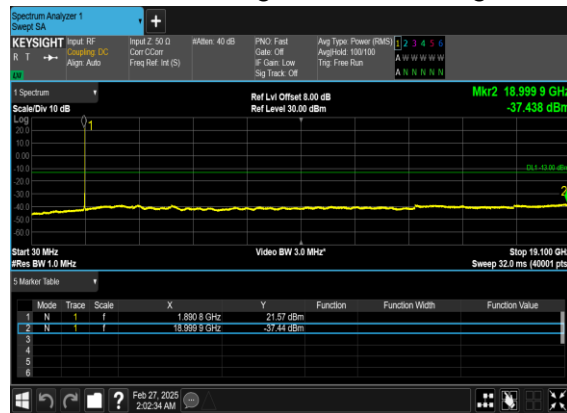 Spectrum Analyzer 1
Swept SA
+
KEYSIGHT Input: RF Input Z: 50 Ω #Atten: 40 dB PNO: Fast Avg Type: Power (RMS) 1 2 3 4 5 6
R T Coupling: DC Corr CCorr Gate: Off Avg|Hold: 100/100 A W W W W W
Align: Auto Freq Ref: Int (S) IF Gain: Low Trig: Free Run
Sig Track: Off A N N N N N
1 Spectrum Ref Lvl Offset 8.00 dB Mkr2 18.999 9 GHz
Scale/Div 10 dB Ref Level 30.00 dBm -37.438 dBm
Log
1
20.0
10.0
0.00
-10.0
DL1 -13.00 dBm
-20.0
2
-30.0
-40.0
-50.0
-60.0
Start 30 MHz Video BW 3.0 MHz* Stop 19.100 GHz
#Res BW 1.0 MHz Sweep 32.0 ms (40001 pts)
5 Marker Table
Mode Trace Scale X Y Function Function Width Function Value
1 N 1 f 1.890 8 GHz 21.57 dBm
2 N 1 f 18.999 9 GHz -37.44 dBm
3
4
5
6
? Feb 27, 2025
2:02:34 AM